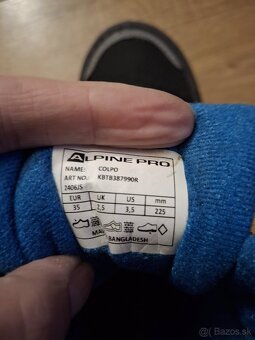 ALPINE PRO
NAME: COLPO
ART NO.: KBTB387990R
2406JS
EUR UK US mm
35 2,5 3,5 225
BANGLADESH
Bazoš.sk